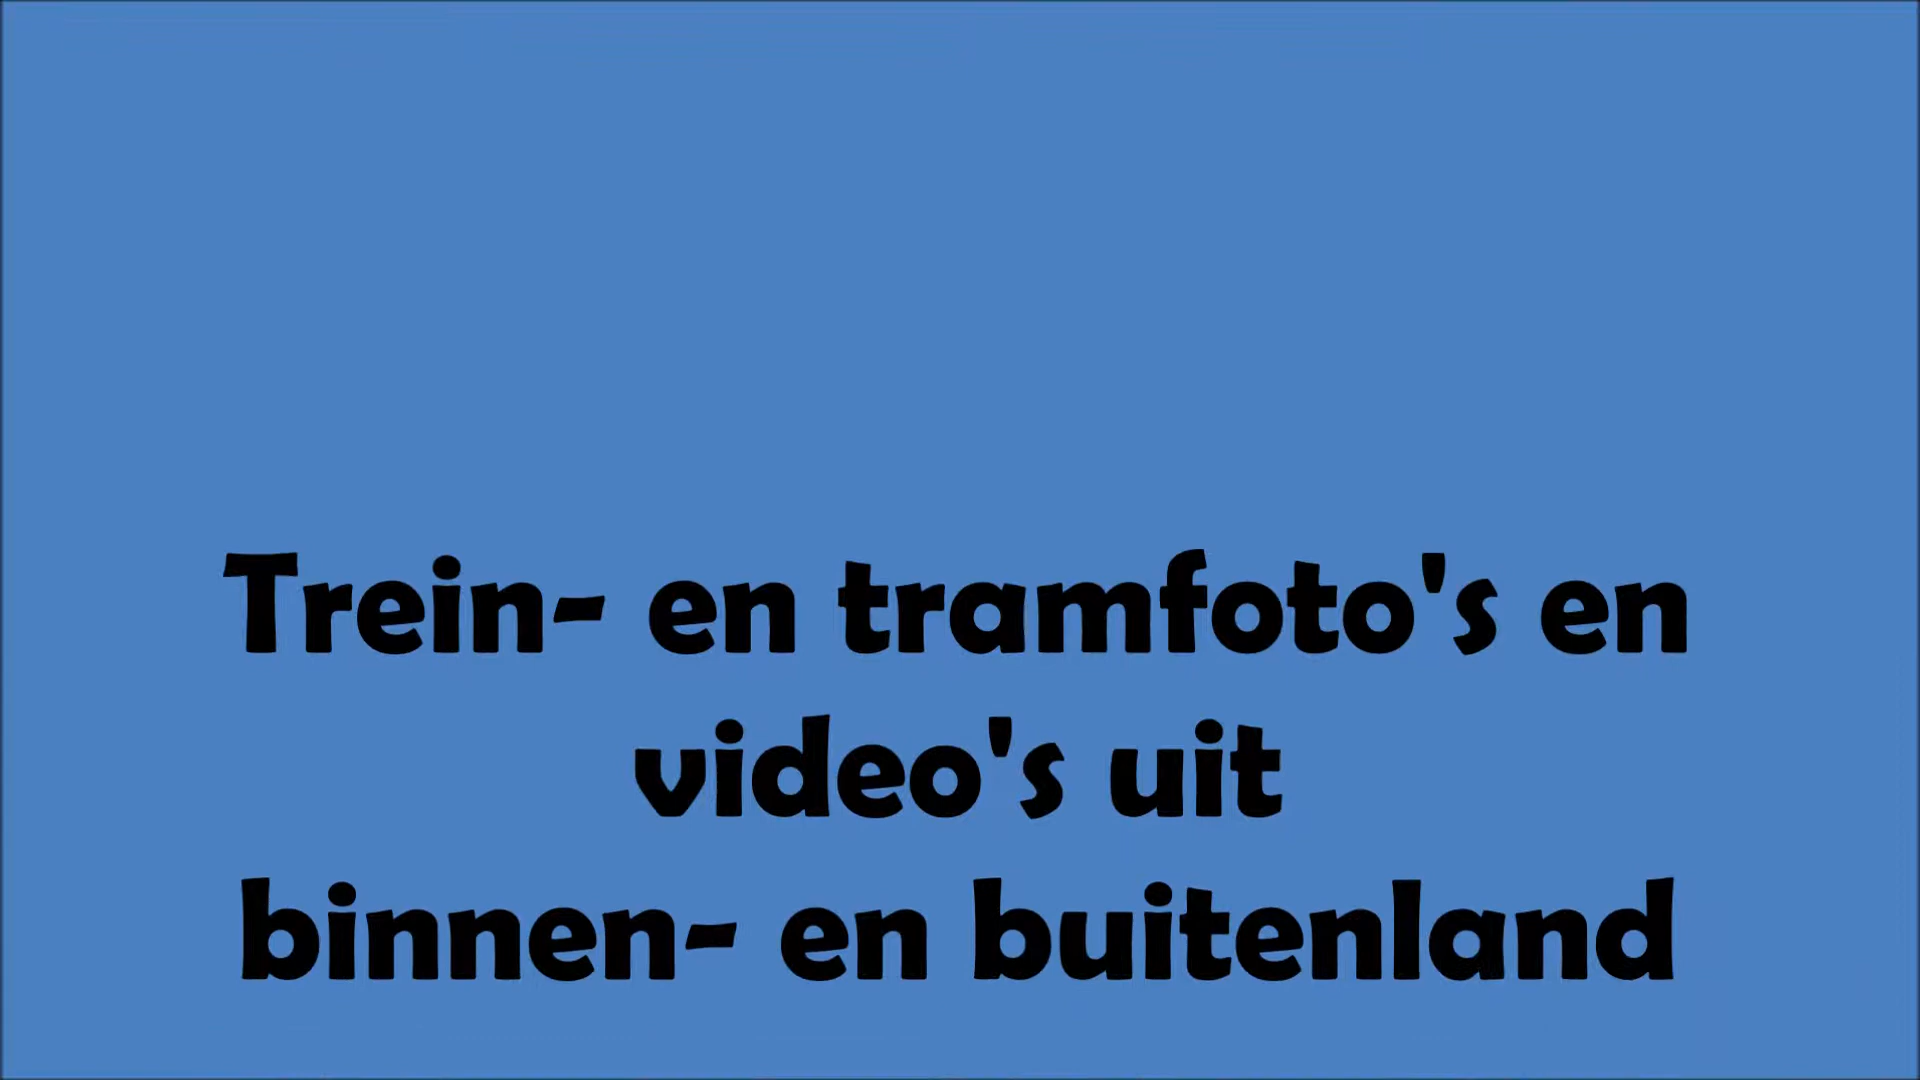 Trein- en tramfoto's en
video's uit
binnen- en buitenland